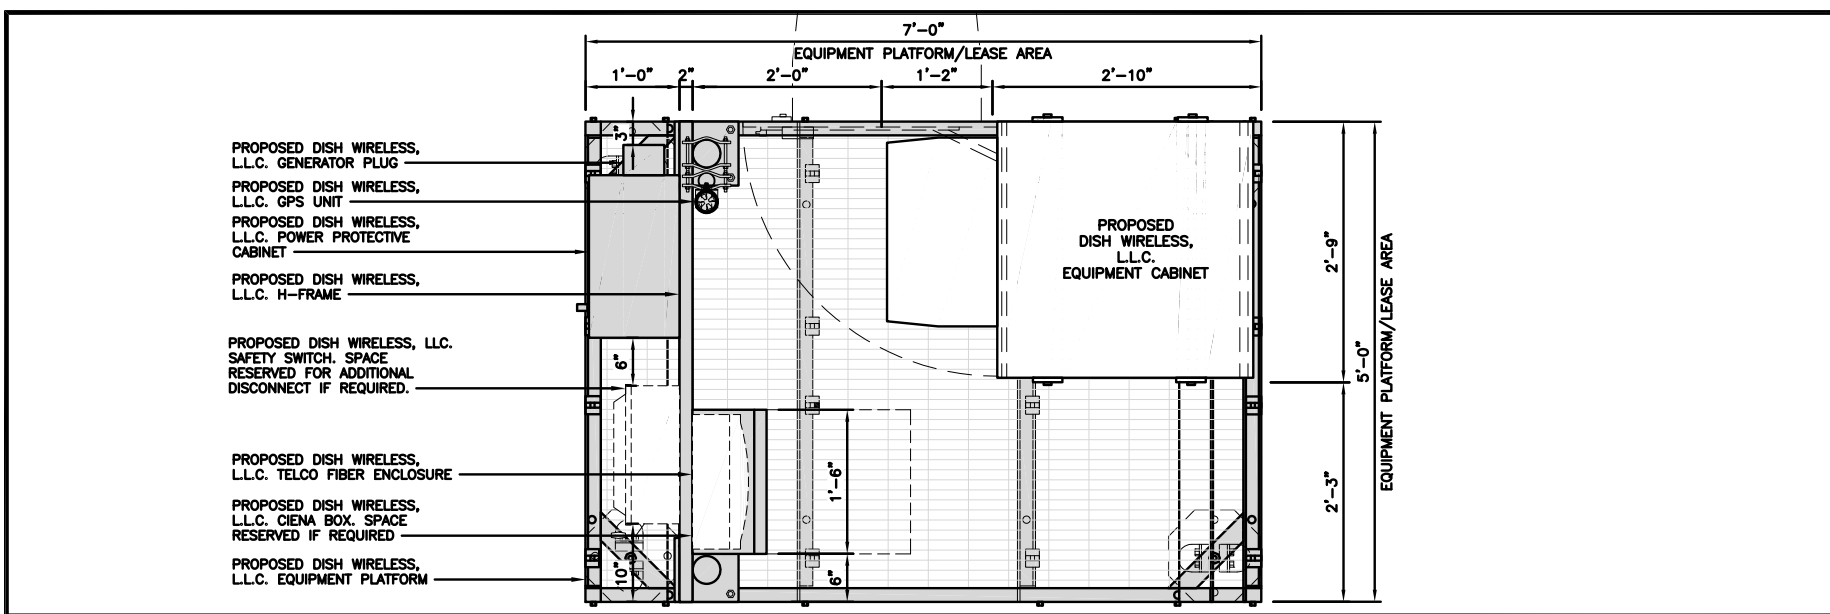 7'-0"
EQUIPMENT PLATFORM/LEASE AREA
1'-0" 2" 2'-0" 1'-2" 2'-10"
3"
PROPOSED DISH WIRELESS,
L.L.C. GENERATOR PLUG
PROPOSED DISH WIRELESS,
L.L.C. GPS UNIT
PROPOSED DISH WIRELESS,
L.L.C. POWER PROTECTIVE
CABINET
PROPOSED DISH WIRELESS,
L.L.C. H-FRAME
PROPOSED DISH WIRELESS, LLC.
SAFETY SWITCH. SPACE
RESERVED FOR ADDITIONAL
DISCONNECT IF REQUIRED.
PROPOSED DISH WIRELESS,
L.L.C. TELCO FIBER ENCLOSURE
PROPOSED DISH WIRELESS,
L.L.C. CIENA BOX. SPACE
RESERVED IF REQUIRED
PROPOSED DISH WIRELESS,
L.L.C. EQUIPMENT PLATFORM
6"
10"
1'-6"
6"
PROPOSED
DISH WIRELESS,
L.L.C.
EQUIPMENT CABINET
2'-9"
2'-3"
5'-0"
EQUIPMENT PLATFORM/LEASE AREA